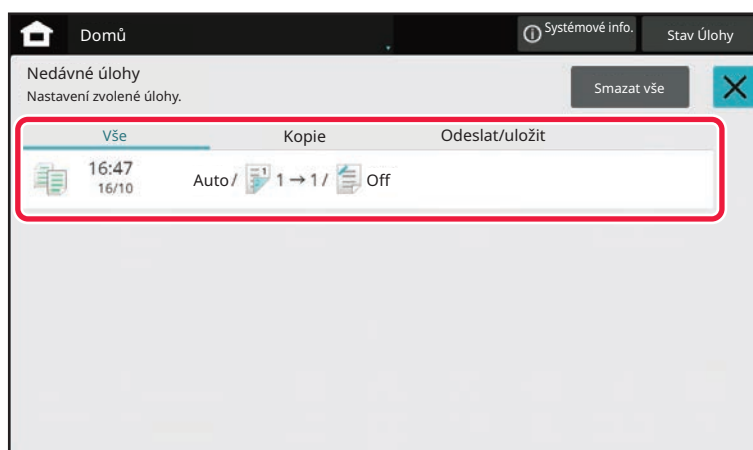 Domů
Systémové info.
Stav Úlohy
Nedávné úlohy
Nastavení zvolené úlohy.
Smazat vše
Vše Kopie Odeslat/uložit
16:47
16/10
Auto / 1 → 1 / Off